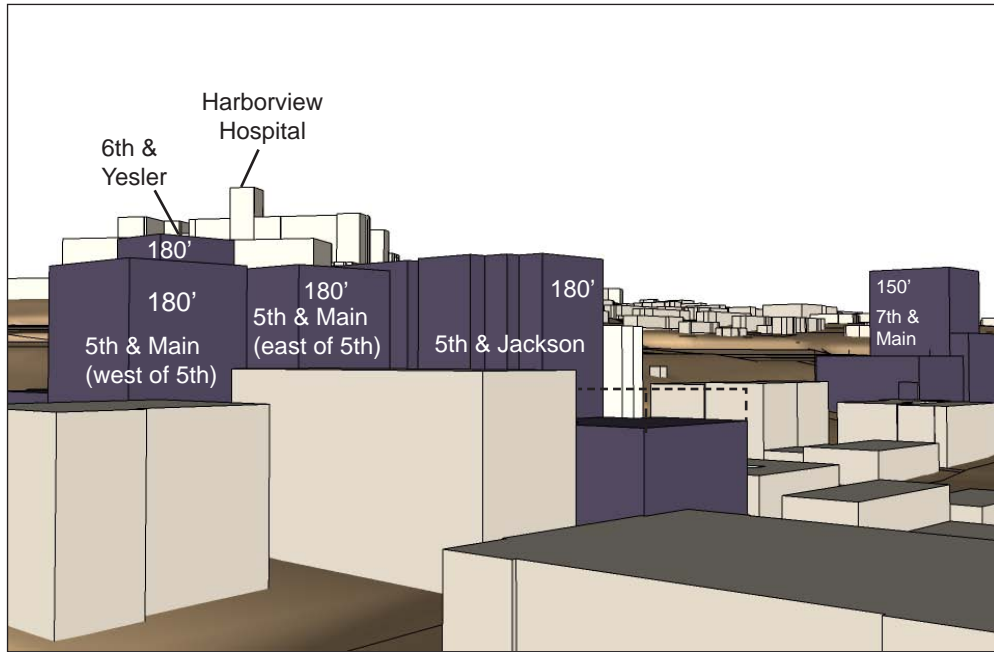 Harborview
Hospital
6th &
Yesler
180’
180’
5th & Main
(west of 5th)
180’
5th & Main
(east of 5th)
180’
5th & Jackson
150’
7th &
Main